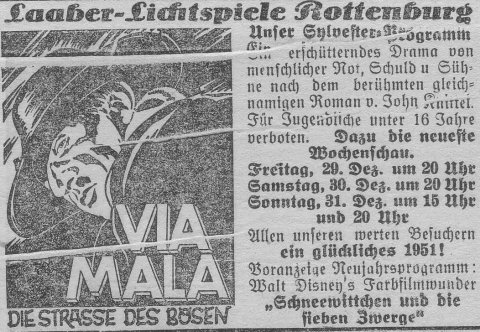 Laaber-Lichtspiele Rottenburg
Unser Sylvester-Programm
Ein erschütterndes Drama von
menschlicher Not, Schuld u Süh-
ne nach dem berühmten gleich-
namigen Roman v. John Knittel.
Für Jugendliche unter 16 Jahre
verboten. Dazu die neueste
Wochenschau.
Freitag, 29. Dez. um 20 Uhr
Samstag, 30. Dez. um 20 Uhr
Sonntag, 31. Dez. um 15 Uhr
und 20 Uhr
Allen unseren werten Besuchern
ein glückliches 1951!
Voranzeige Neujahrsprogramm:
Walt Disney's Farbfilmwunder
„Schneewittchen und die
sieben Zwerge"
VIA
MALA
DIE STRASSE DES BÖSEN